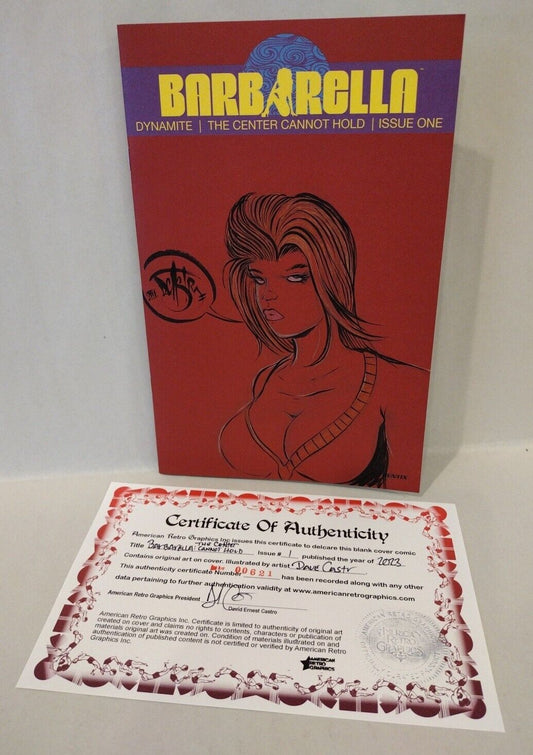 BARBARELLA
DYNAMITE | THE CENTER CANNOT HOLD | ISSUE ONE
Certificate Of Authenticity
American Retro Graphics Inc issues this certificate to delcare this blank cover comic
Title BARBARELLA THE CENTER CANNOT HOLD issue # 1 published the year of 2023
Contains original art on cover. illustrated by artist Dave Castr
This authenticity certificate Number 00621 has been recorded along with any other
data pertaining to further authentication validity at www.americanretrographics.com
American Retro Graphics President
David Ernest Castro
American Retro Graphics Inc. Certificate is limited to authenticity of original art
created on cover and claims no rights to contents, characters or publication of
materials original art was created on. Condition of materials illustrated on and
authentication of published content is not certified or verified by American Retro
Graphics Inc.
AMERICAN
RETRO
GRAPHICS